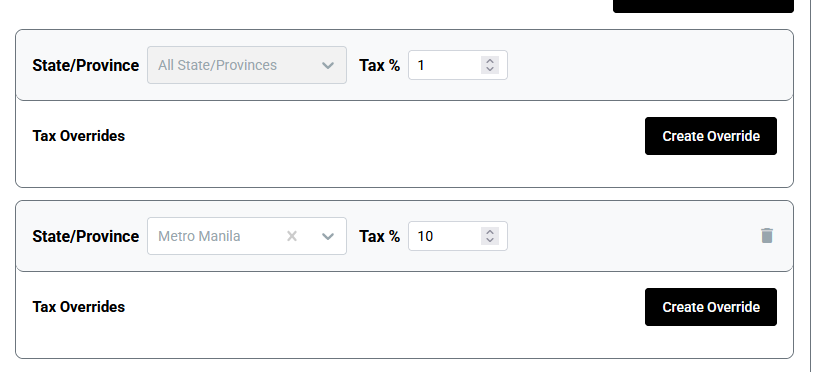 State/Province All State/Provinces Tax % 1
Tax Overrides Create Override
State/Province Metro Manila Tax % 10
Tax Overrides Create Override